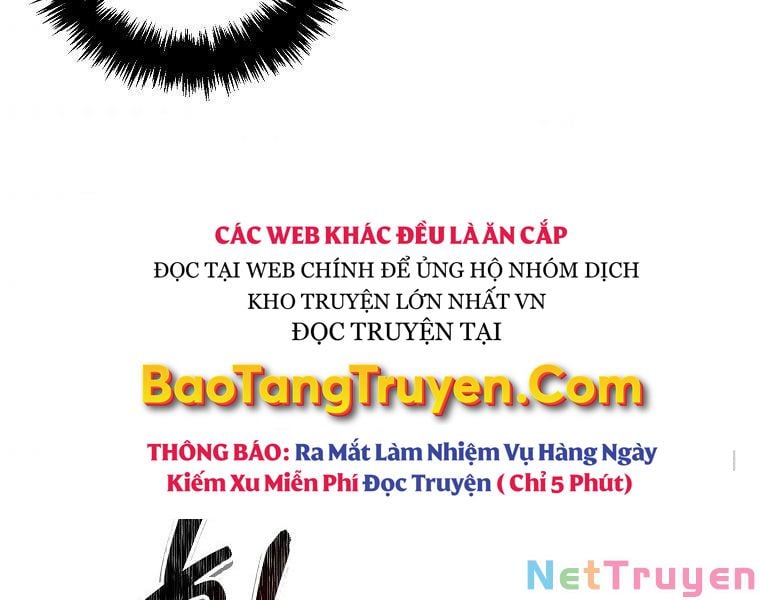 CÁC WEB KHÁC ĐỀU LÀ ĂN CẮP
ĐỌC TẠI WEB CHÍNH ĐỂ ỦNG HỘ NHÓM DỊCH
KHO TRUYỆN LỚN NHẤT VN
ĐỌC TRUYỆN TẠI
BaoTangTruyen.Com
THÔNG BÁO: Ra Mắt Làm Nhiệm Vụ Hàng Ngày
Kiếm Xu Miễn Phí Đọc Truyện ( Chỉ 5 Phút)
NetTruyen